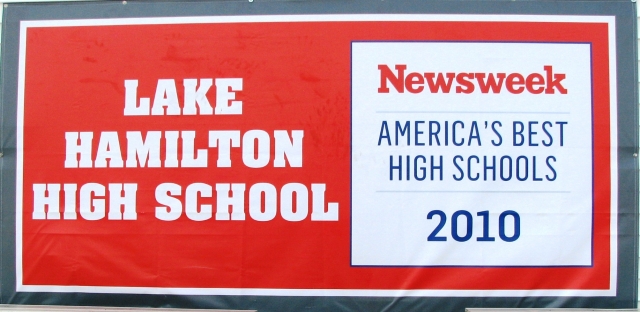 LAKE
HAMILTON
HIGH SCHOOL
Newsweek
AMERICA'S BEST
HIGH SCHOOLS
2010